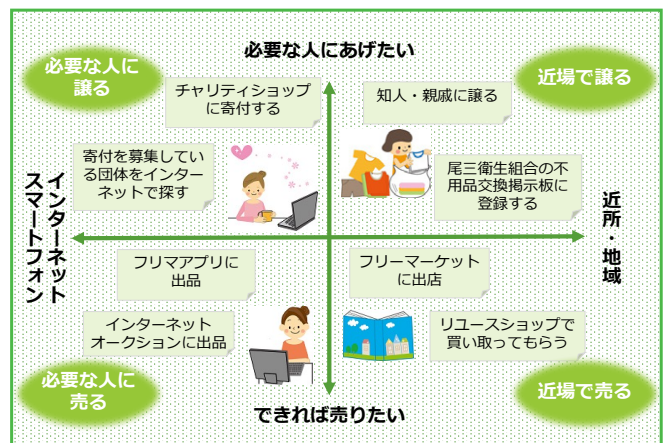 必要な人にあげたい
必要な人に
譲る
近場で譲る
チャリティショップ
に寄付する
知人・親戚に譲る
寄付を募集してい
る団体をインター
ネットで探す
尾三衛生組合の不
用品交換掲示板に
登録する
インターネット
スマートフォン
近所・地域
フリマアプリに
出品
フリーマーケット
に出店
インターネット
オークションに出品
リユースショップで
買い取ってもらう
必要な人に
売る
近場で売る
できれば売りたい